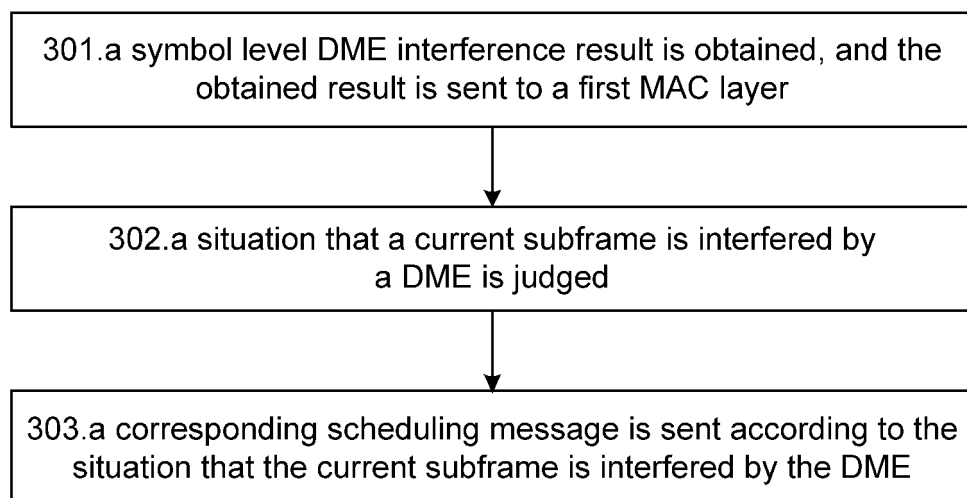 301.a symbol level DME interference result is obtained, and the
obtained result is sent to a first MAC layer
302.a situation that a current subframe is interfered by
a DME is judged
303.a corresponding scheduling message is sent according to the
situation that the current subframe is interfered by the DME